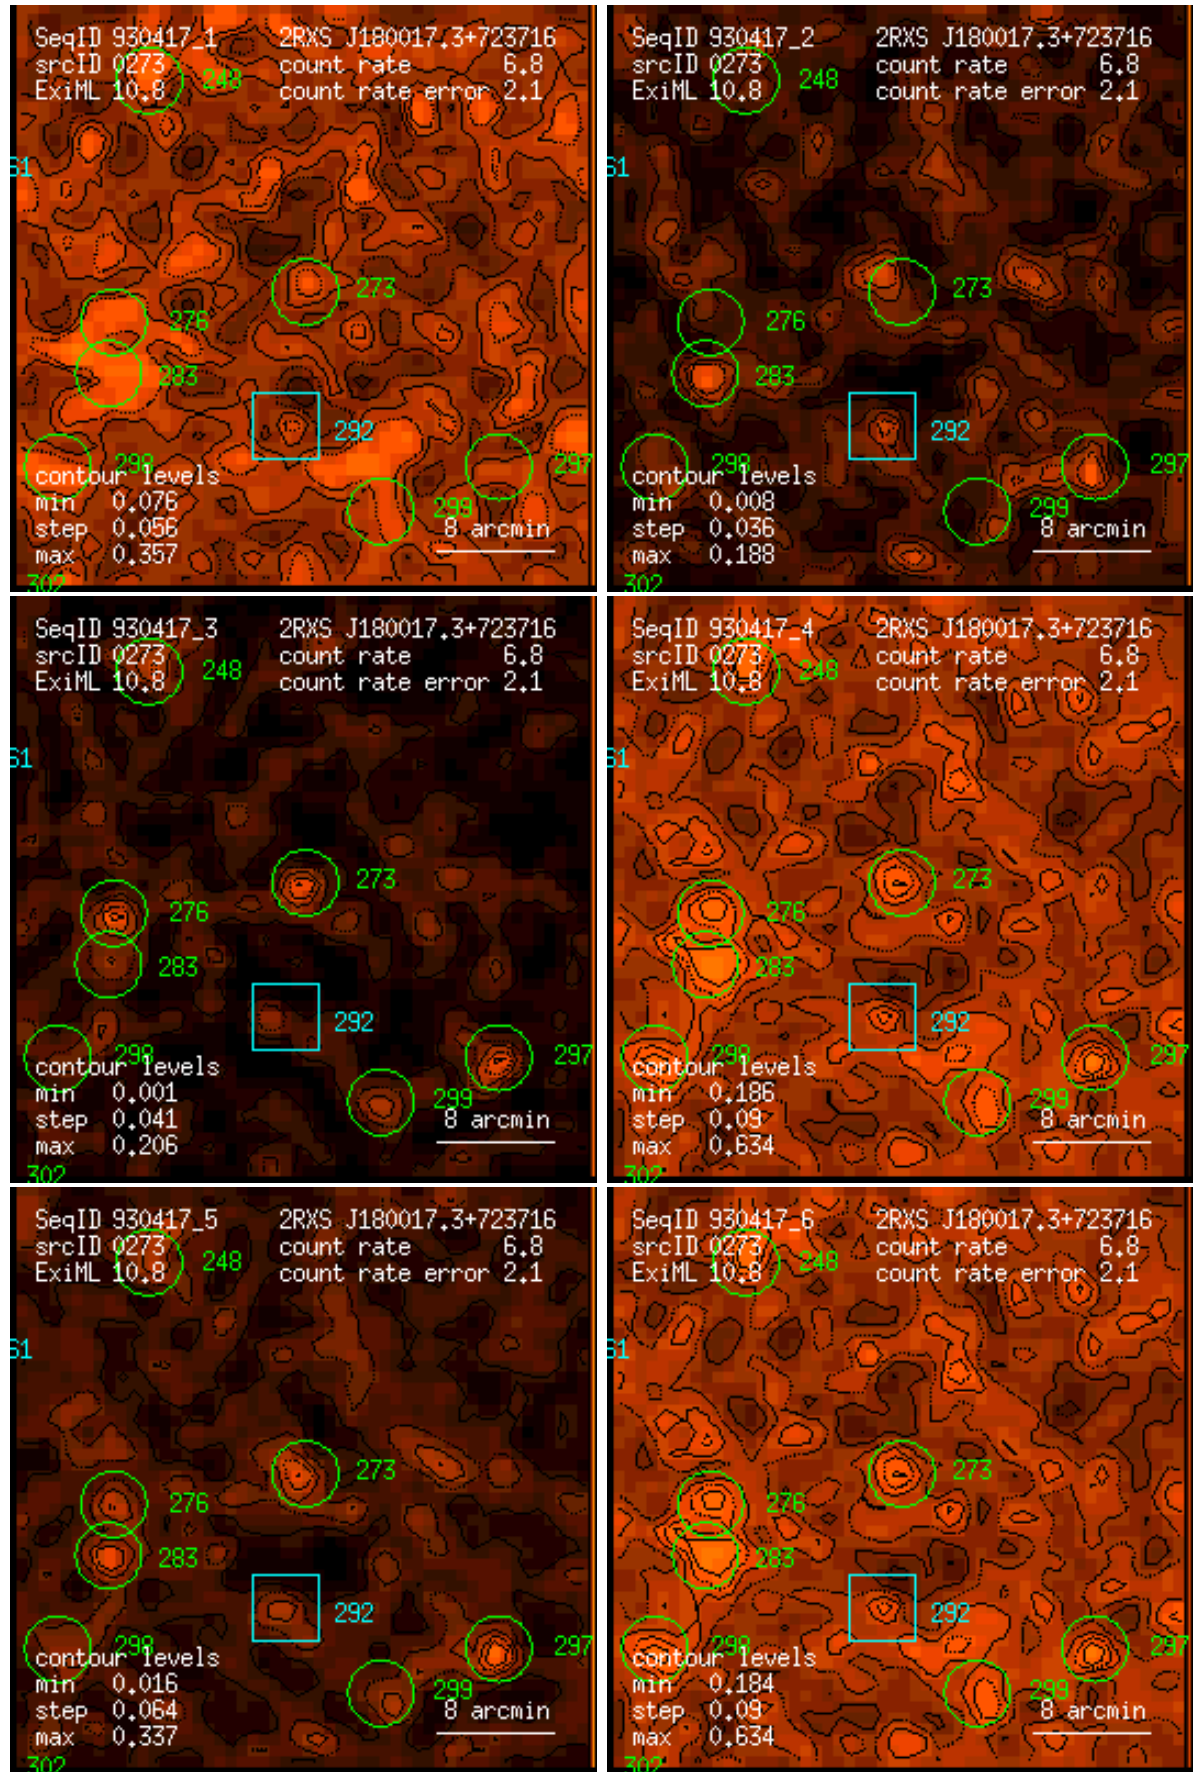 SeqID 930417_1 2RXS J180017.3+723716
srcID 0273 248 count rate 6.8
ExiML 10.8 count rate error 2.1
51
273
276
283
292
298 297
contour levels
min 0.076 299
step 0.056 8 arcmin
max 0.357
302
SeqID 930417_2 2RXS J180017.3+723716
srcID 0273 248 count rate 6.8
ExiML 10.8 count rate error 2.1
51
273
276
283
292
298 297
contour levels
min 0.008 299
step 0.036 8 arcmin
max 0.188
302
SeqID 930417_3 2RXS J180017.3+723716
srcID 0273 248 count rate 6.8
ExiML 10.8 count rate error 2.1
51
273
276
283
292
298 297
contour levels
min 0.001 299
step 0.041 8 arcmin
max 0.206
302
SeqID 930417_4 2RXS J180017.3+723716
srcID 0273 248 count rate 6.8
ExiML 10.8 count rate error 2.1
51
273
276
283
292
298 297
contour levels
min 0.186 299
step 0.09 8 arcmin
max 0.634
302
SeqID 930417_5 2RXS J180017.3+723716
srcID 0273 248 count rate 6.8
ExiML 10.8 count rate error 2.1
51
273
276
283
292
298 297
contour levels
min 0.016 299
step 0.064 8 arcmin
max 0.337
302
SeqID 930417_6 2RXS J180017.3+723716
srcID 0273 248 count rate 6.8
ExiML 10.8 count rate error 2.1
51
273
276
283
292
298 297
contour levels
min 0.184 299
step 0.09 8 arcmin
max 0.634
302